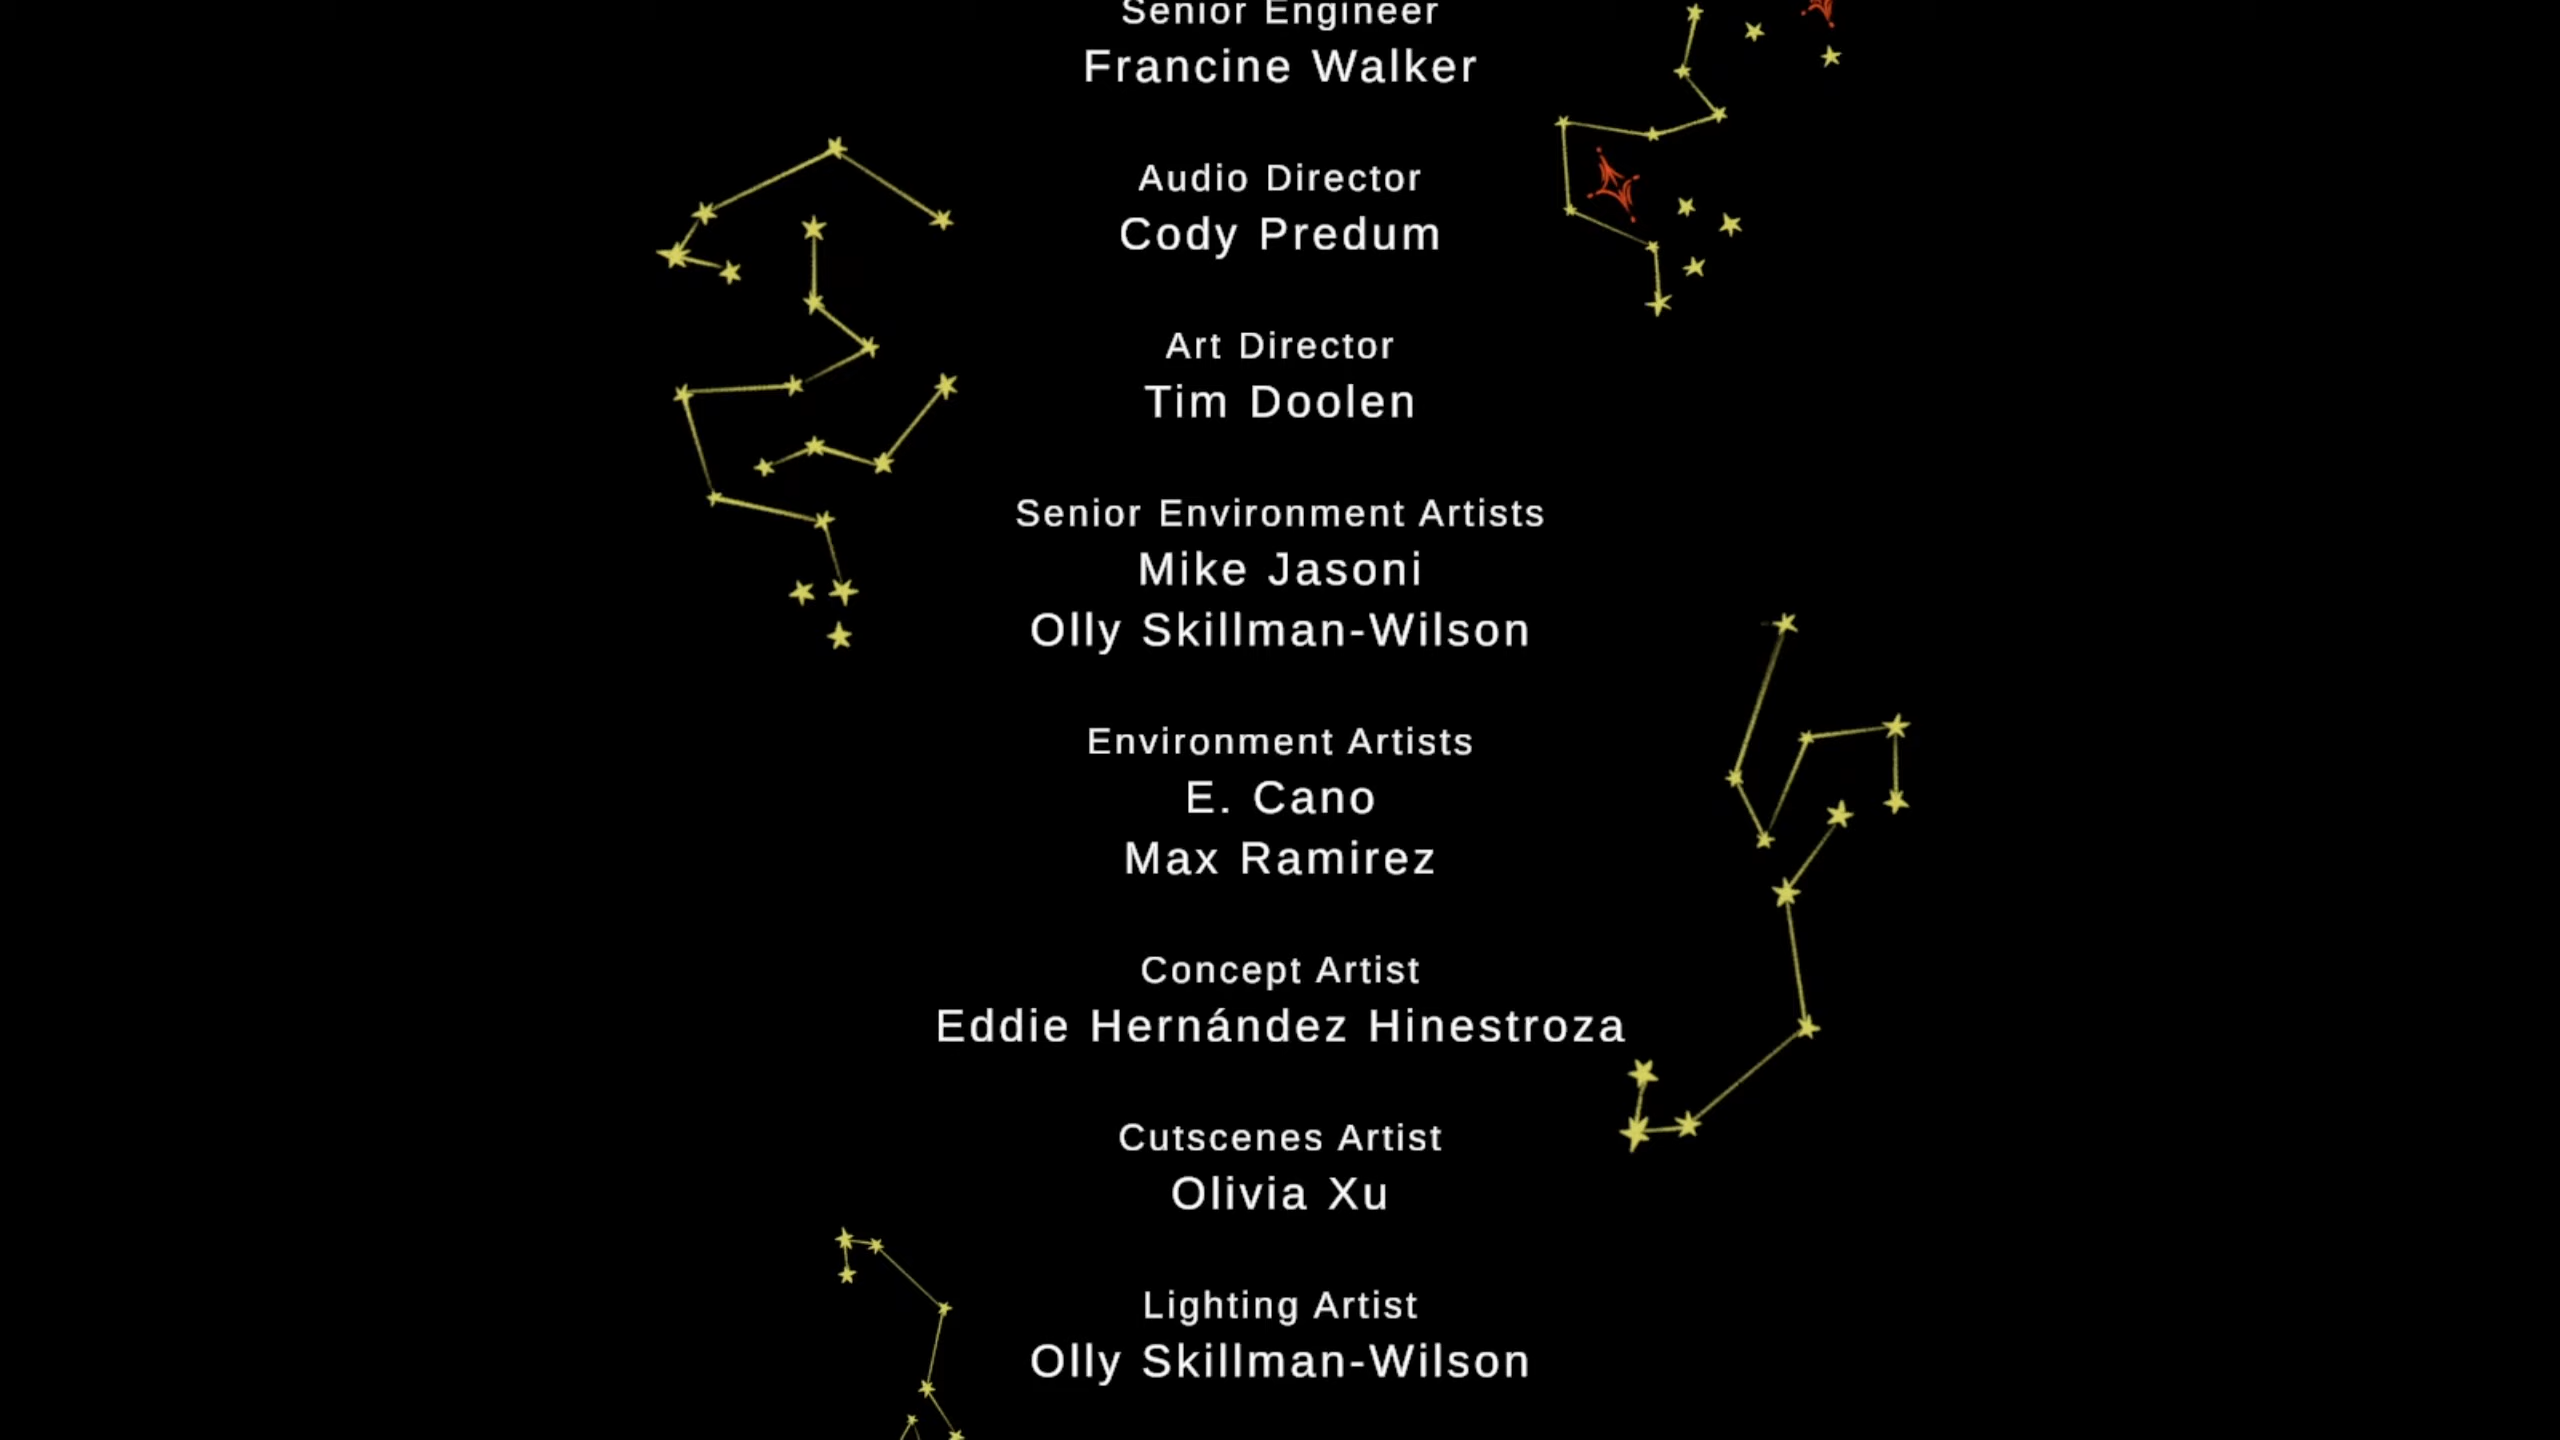 Senior Engineer
Francine Walker
Audio Director
Cody Predum
Art Director
Tim Doolen
Senior Environment Artists
Mike Jasoni
Olly Skillman-Wilson
Environment Artists
E. Cano
Max Ramirez
Concept Artist
Eddie Hernández Hinestroza
Cutscenes Artist
Olivia Xu
Lighting Artist
Olly Skillman-Wilson